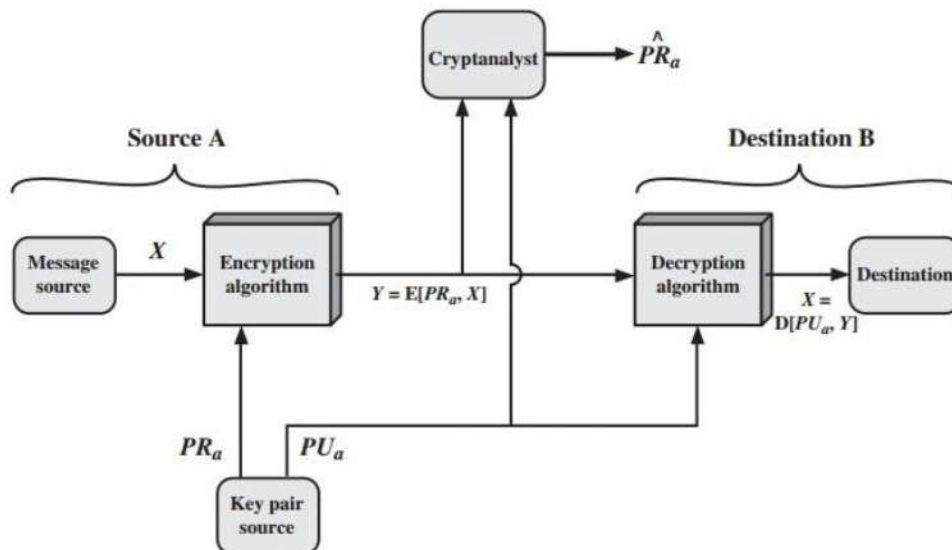 Cryptanalyst
P̂R_a
Source A
Destination B
Message
source
X
Encryption
algorithm
Y = E[PR_a, X]
Decryption
algorithm
X =
D[PU_a, Y]
Destination
PR_a
PU_a
Key pair
source